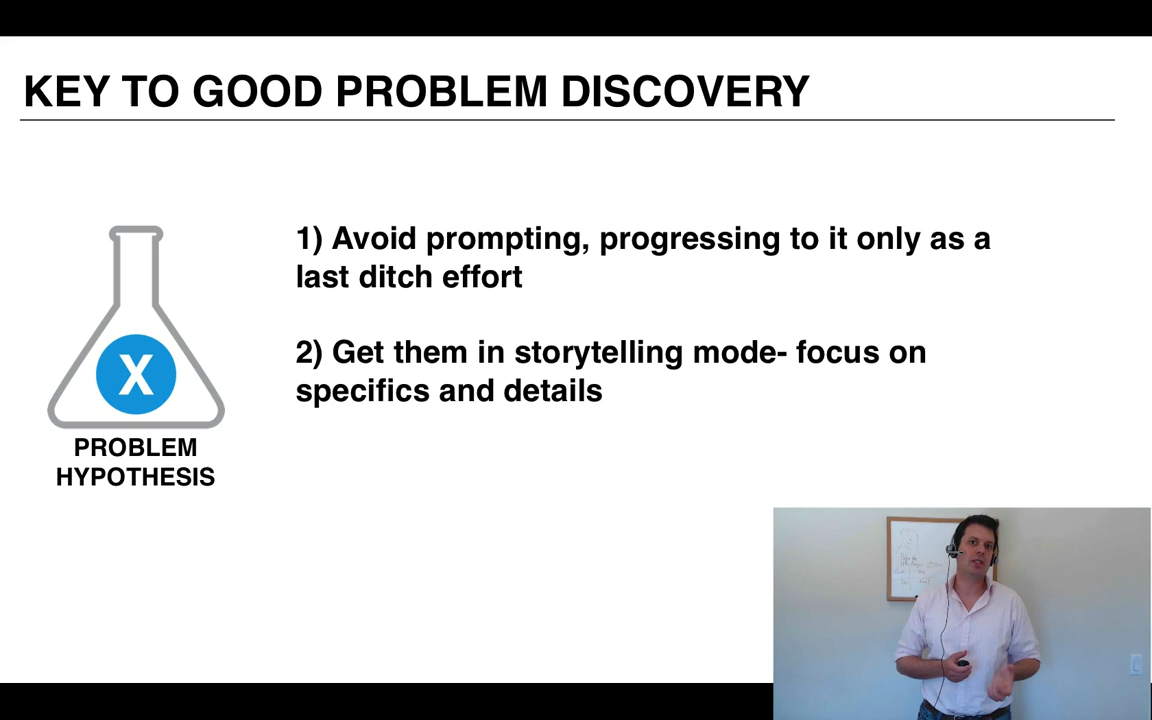 KEY TO GOOD PROBLEM DISCOVERY
1) Avoid prompting, progressing to it only as a
last ditch effort
2) Get them in storytelling mode- focus on
specifics and details
X
PROBLEM
HYPOTHESIS